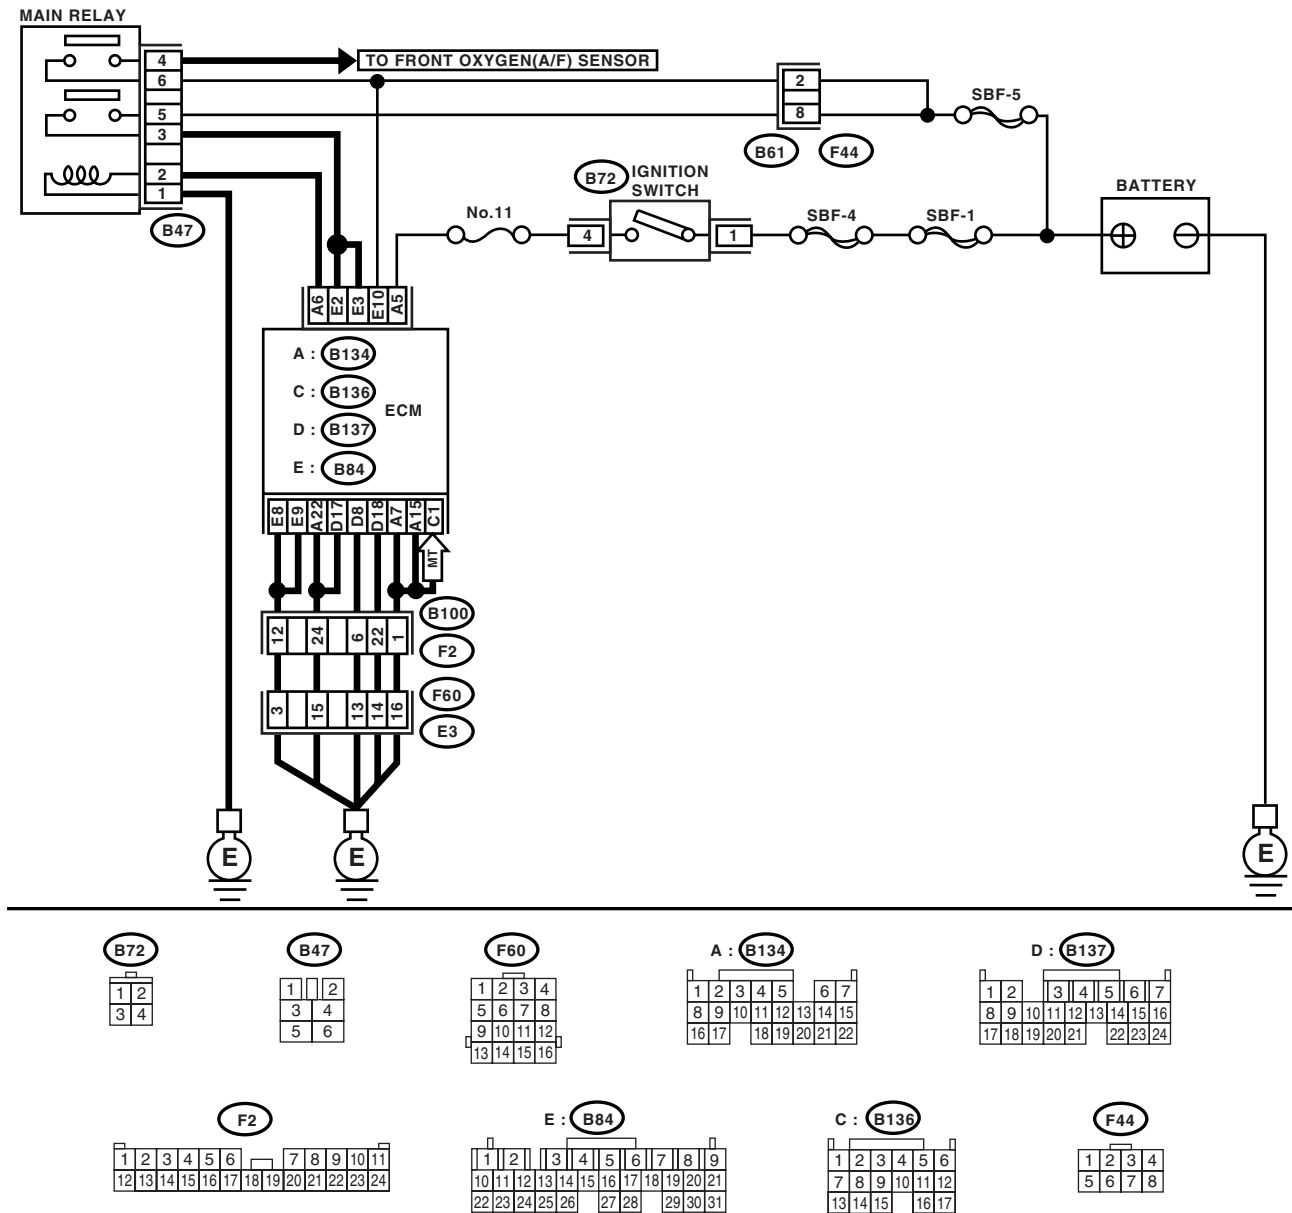 MAIN RELAY
4 TO FRONT OXYGEN(A/F) SENSOR
6
5
3
2
1
B47
2
8
B61 F44
SBF-5
B72 IGNITION
SWITCH
No.11
4 1
SBF-4 SBF-1
BATTERY
A6 E2 E3 E10 A5
A : B134
C : B136
D : B137
E : B84
ECM
E8 E9 A22 D17 D8 D18 A7 A15 C1
MT
B100
12 24 6 22 1
F2
F60
3 15 13 14 16
E3
E E E
B72
1 2
3 4
B47
1 2
3 4
5 6
F60
1 2 3 4
5 6 7 8
9 10 11 12
13 14 15 16
A : B134
1 2 3 4 5 6 7
8 9 10 11 12 13 14 15
16 17 18 19 20 21 22
D : B137
1 2 3 4 5 6 7
8 9 10 11 12 13 14 15 16
17 18 19 20 21 22 23 24
F2
1 2 3 4 5 6 7 8 9 10 11
12 13 14 15 16 17 18 19 20 21 22 23 24
E : B84
1 2 3 4 5 6 7 8 9
10 11 12 13 14 15 16 17 18 19 20 21
22 23 24 25 26 27 28 29 30 31
C : B136
1 2 3 4 5 6
7 8 9 10 11 12
13 14 15 16 17
F44
1 2 3 4
5 6 7 8